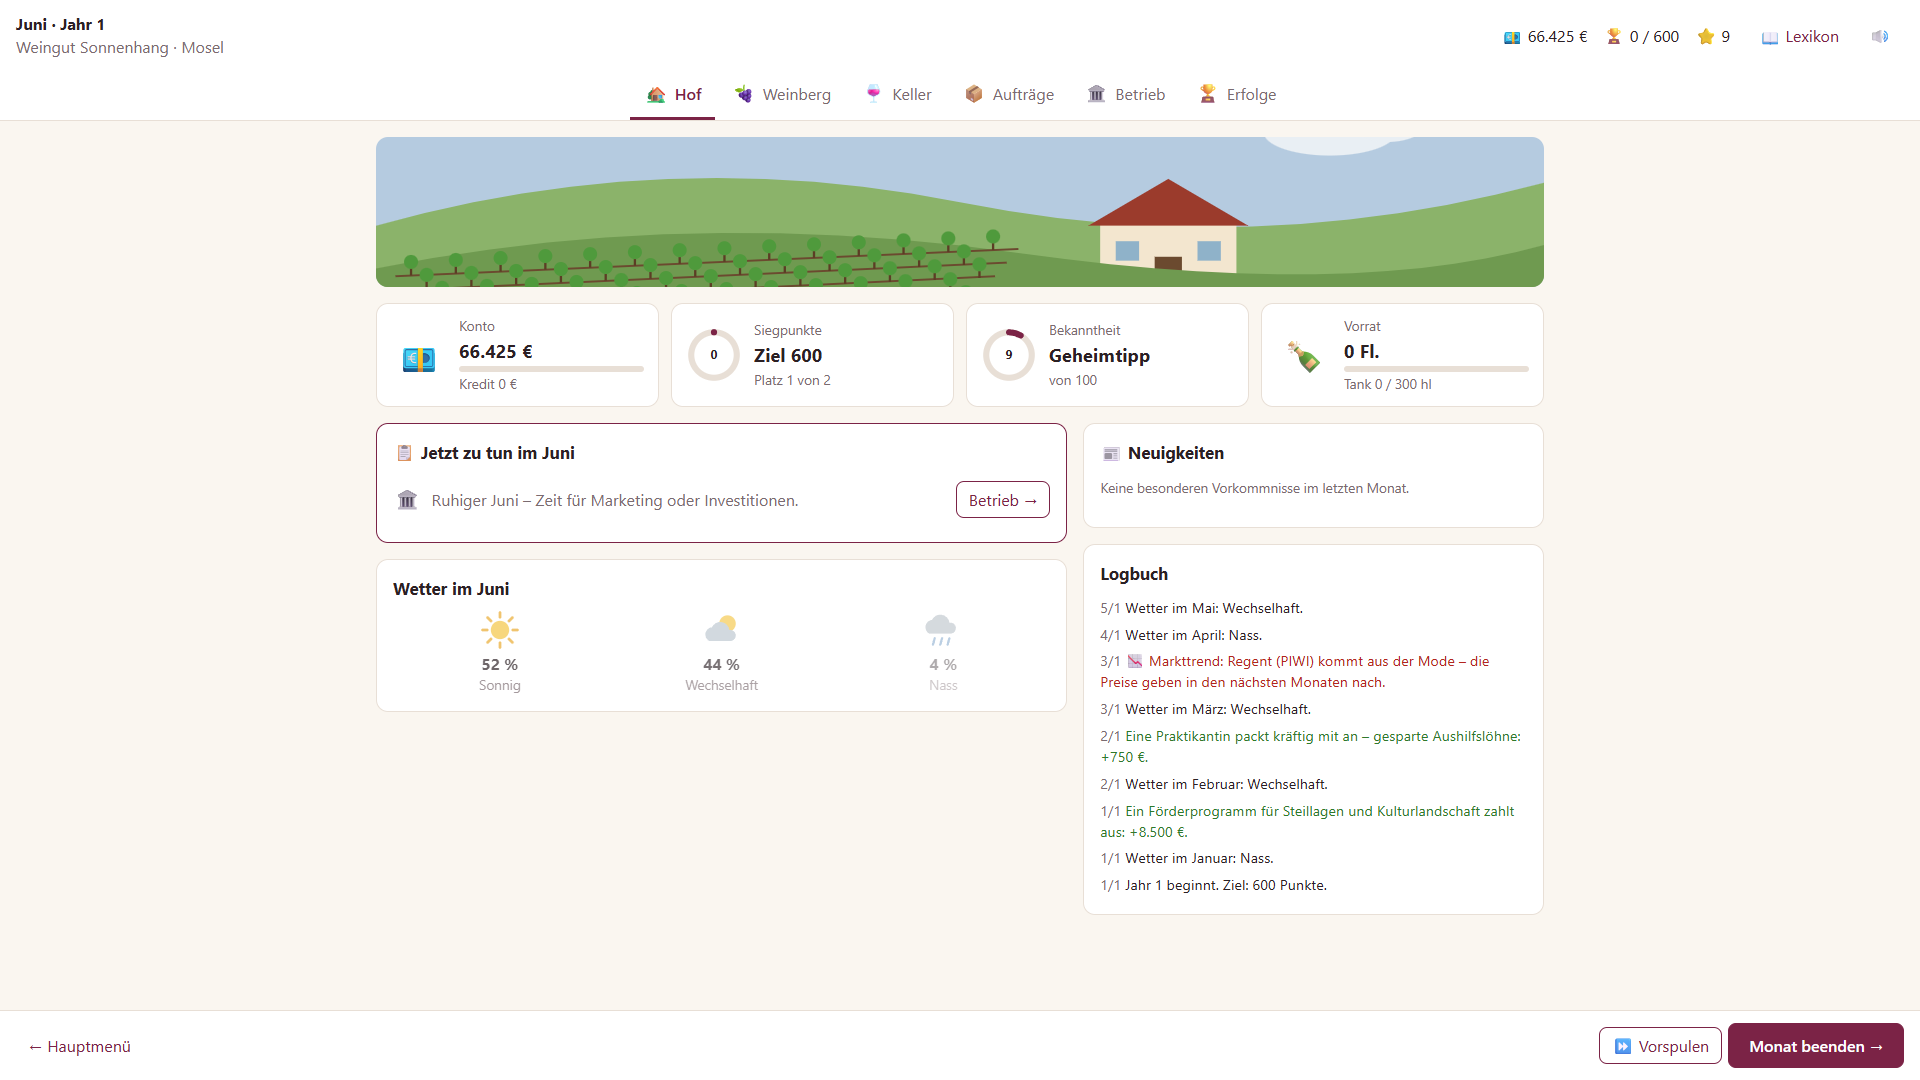 Juni · Jahr 1
Weingut Sonnenhang · Mosel
66.425 €
0 / 600
9
Lexikon
Hof
Weinberg
Keller
Aufträge
Betrieb
Erfolge
Konto
66.425 €
Kredit 0 €
0
Siegpunkte
Ziel 600
Platz 1 von 2
9
Bekanntheit
Geheimtipp
von 100
Vorrat
0 Fl.
Tank 0 / 300 hl
Jetzt zu tun im Juni
Ruhiger Juni – Zeit für Marketing oder Investitionen.
Betrieb →
Wetter im Juni
52 %
Sonnig
44 %
Wechselhaft
4 %
Nass
Neuigkeiten
Keine besonderen Vorkommnisse im letzten Monat.
Logbuch
5/1 Wetter im Mai: Wechselhaft.
4/1 Wetter im April: Nass.
3/1 Markttrend: Regent (PIWI) kommt aus der Mode – die
Preise geben in den nächsten Monaten nach.
3/1 Wetter im März: Wechselhaft.
2/1 Eine Praktikantin packt kräftig mit an – gesparte Aushilfslöhne:
+750 €.
2/1 Wetter im Februar: Wechselhaft.
1/1 Ein Förderprogramm für Steillagen und Kulturlandschaft zahlt
aus: +8.500 €.
1/1 Wetter im Januar: Nass.
1/1 Jahr 1 beginnt. Ziel: 600 Punkte.
← Hauptmenü
Vorspulen
Monat beenden →